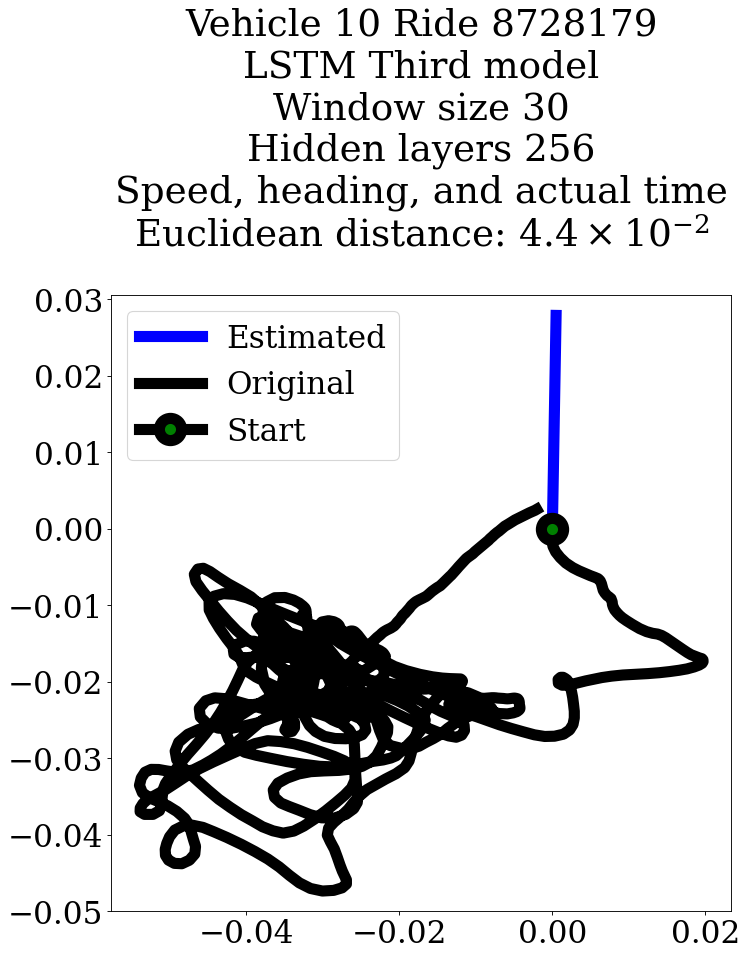 Vehicle 10 Ride 8728179
LSTM Third model
Window size 30
Hidden layers 256
Speed, heading, and actual time
Euclidean distance: 4.4 × 10⁻²
0.03
Estimated
Original
Start
0.02
0.01
0.00
−0.01
−0.02
−0.03
−0.04
−0.05
−0.04 −0.02 0.00 0.02